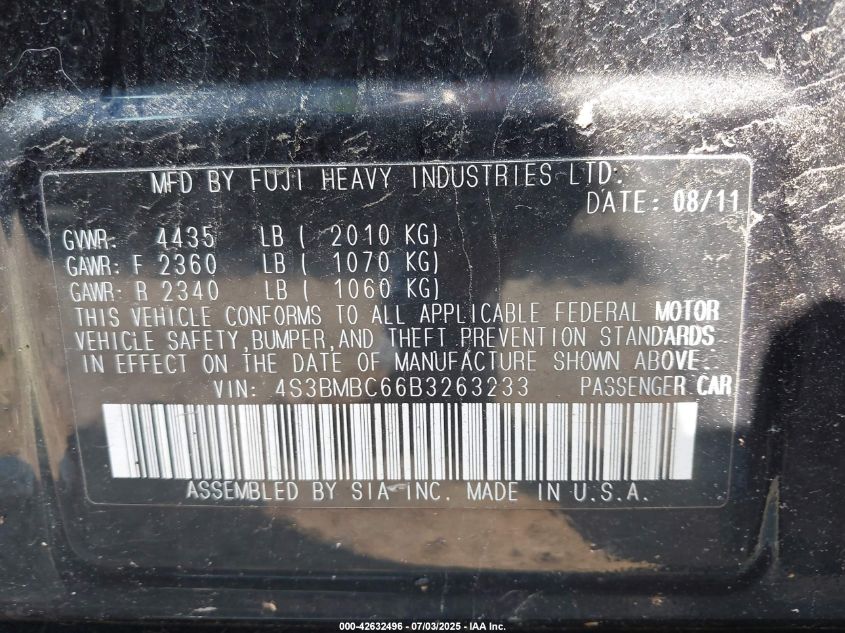 MFD BY FUJI HEAVY INDUSTRIES LTD.
DATE: 08/11
GVWR: 4435 LB ( 2010 KG)
GAWR: F 2360 LB ( 1070 KG)
GAWR: R 2340 LB ( 1060 KG)
THIS VEHICLE CONFORMS TO ALL APPLICABLE FEDERAL MOTOR
VEHICLE SAFETY,BUMPER,AND THEFT PREVENTION STANDARDS
IN EFFECT ON THE DATE OF MANUFACTURE SHOWN ABOVE.
VIN: 4S3BMBC66B3263233 PASSENGER CAR
ASSEMBLED BY SIA-INC. MADE IN U.S.A.
000-42632496 - 07/03/2025 - IAA Inc.